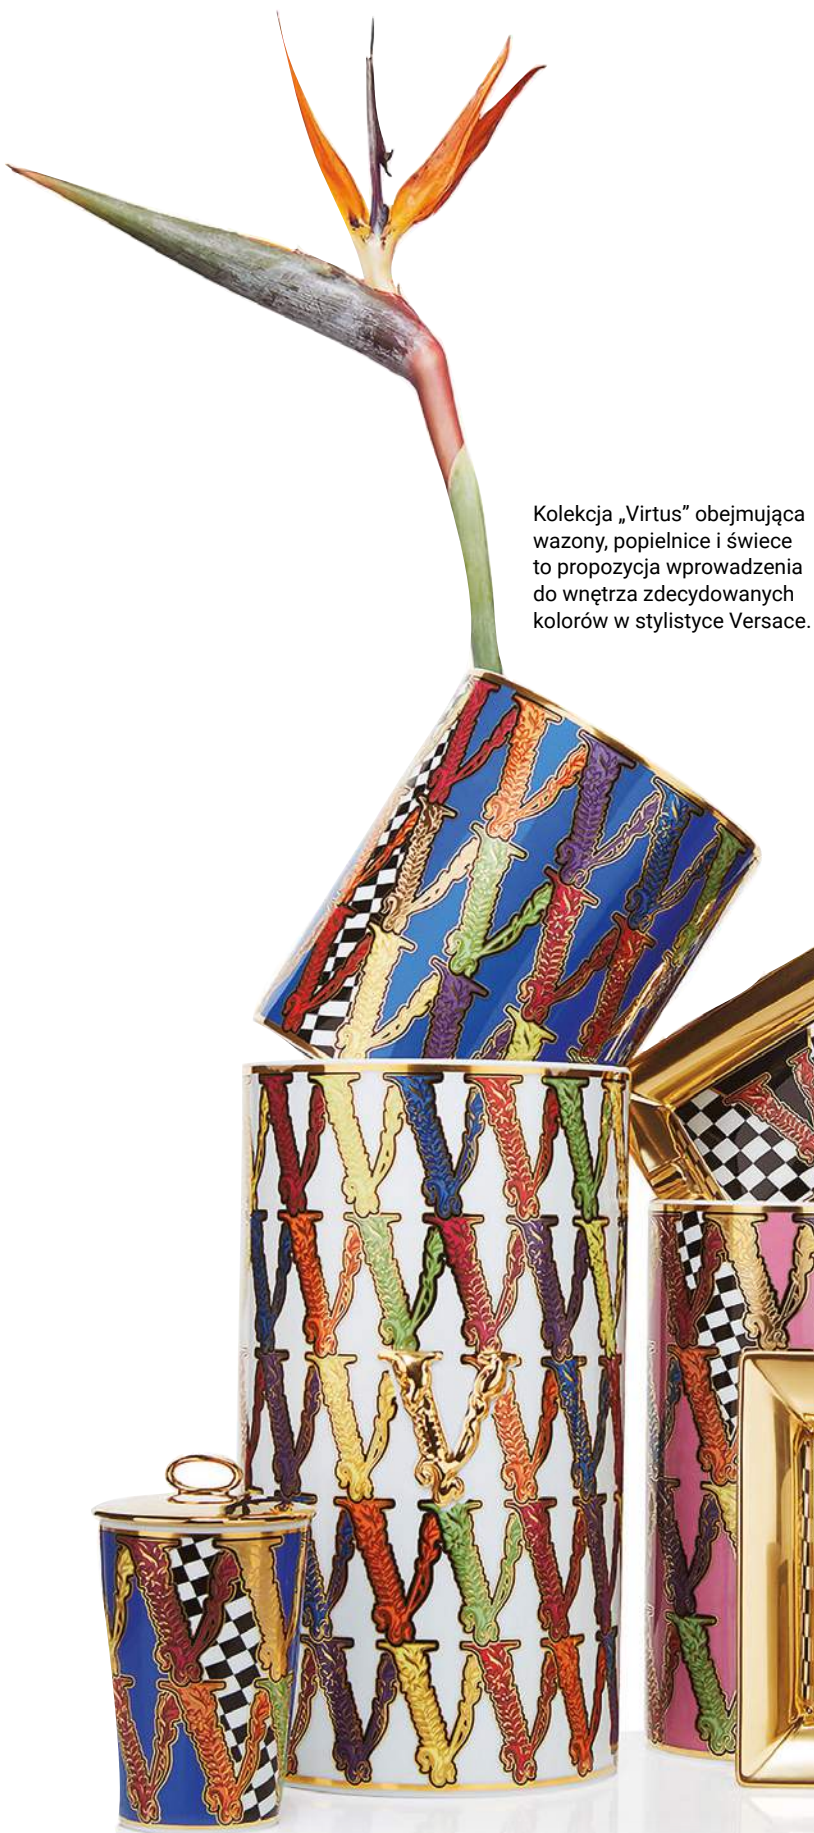 Kolekcja „Virtus” obejmująca
wazony, popielnice i świece
to propozycja wprowadzenia
do wnętrza zdecydowanych
kolorów w stylistyce Versace.